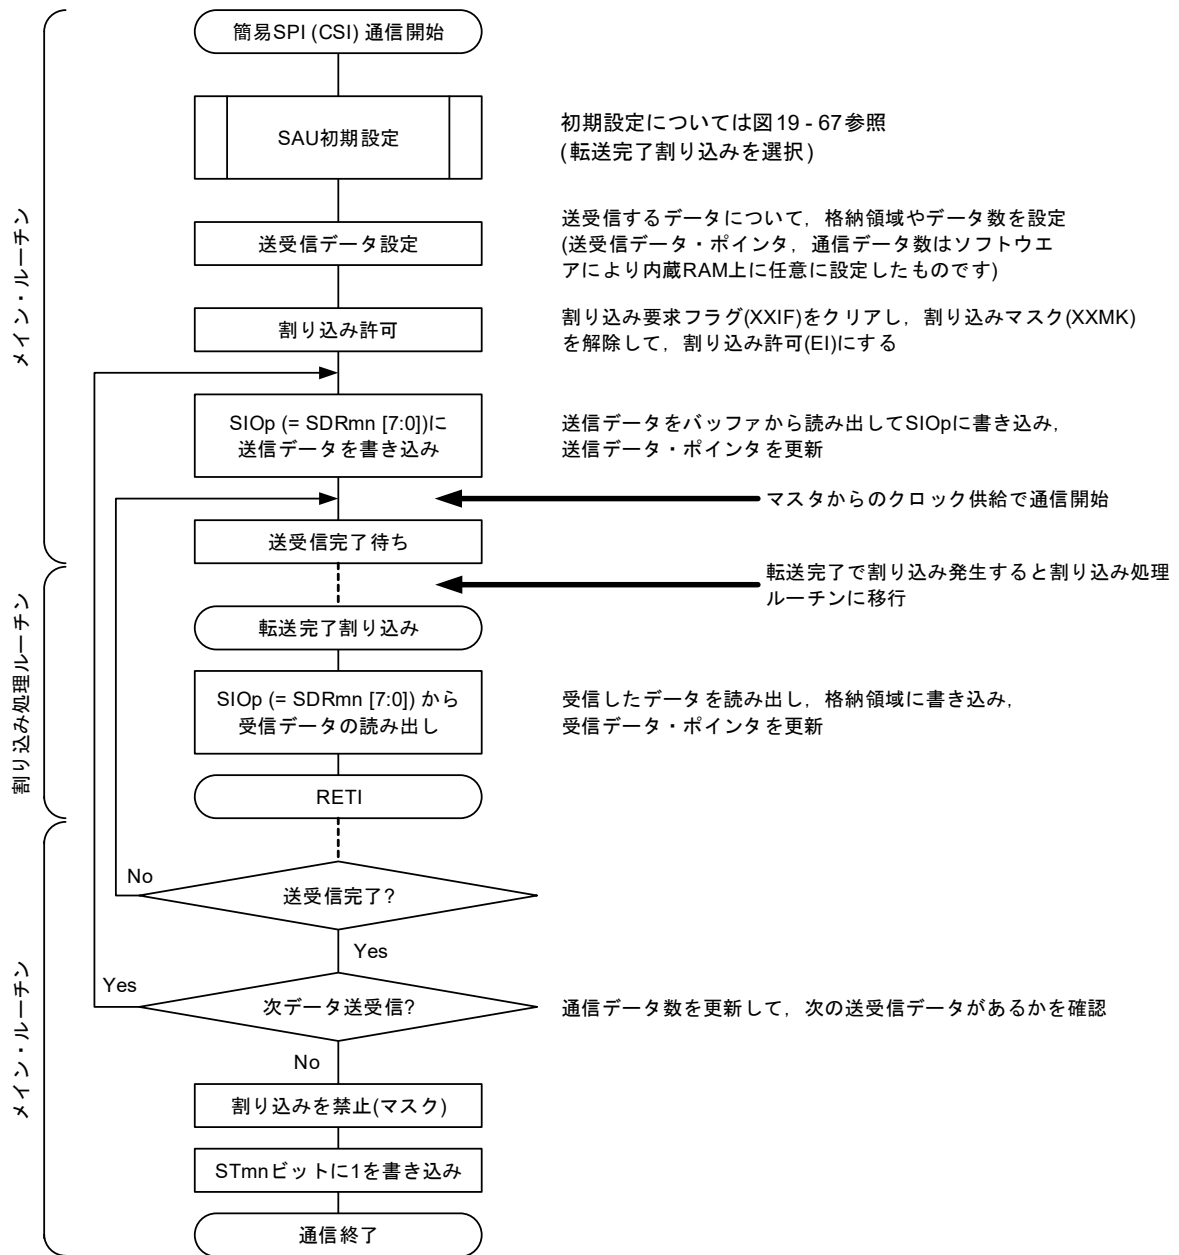 簡易SPI (CSI) 通信開始
SAU初期設定
初期設定については図19 - 67参照
(転送完了割り込みを選択)
送受信データ設定
送受信するデータについて，格納領域やデータ数を設定
(送受信データ・ポインタ，通信データ数はソフトウエ
アにより内蔵RAM上に任意に設定したものです)
メイン・ルーチン
割り込み許可
割り込み要求フラグ(XXIF)をクリアし，割り込みマスク(XXMK)
を解除して，割り込み許可(EI)にする
SIOp (= SDRmn [7:0])に
送信データを書き込み
送信データをバッファから読み出してSIOpに書き込み，
送信データ・ポインタを更新
マスタからのクロック供給で通信開始
送受信完了待ち
転送完了で割り込み発生すると割り込み処理
ルーチンに移行
転送完了割り込み
割り込み処理ルーチン
SIOp (= SDRmn [7:0]) から
受信データの読み出し
受信したデータを読み出し，格納領域に書き込み，
受信データ・ポインタを更新
RETI
No
送受信完了?
Yes
メイン・ルーチン
Yes
次データ送受信?
通信データ数を更新して，次の送受信データがあるかを確認
No
割り込みを禁止(マスク)
STmnビットに1を書き込み
通信終了